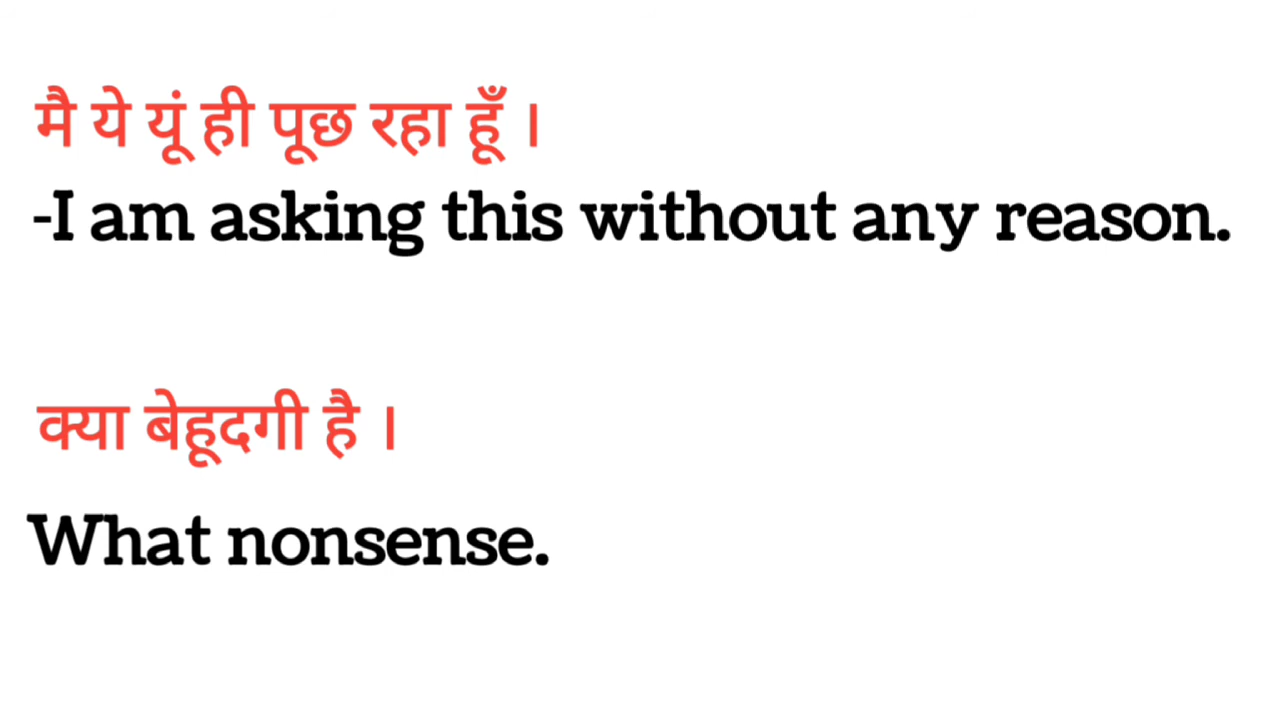 मै ये यूं ही पूछ रहा हूँ ।
-I am asking this without any reason.
क्या बेहूदगी है ।
What nonsense.